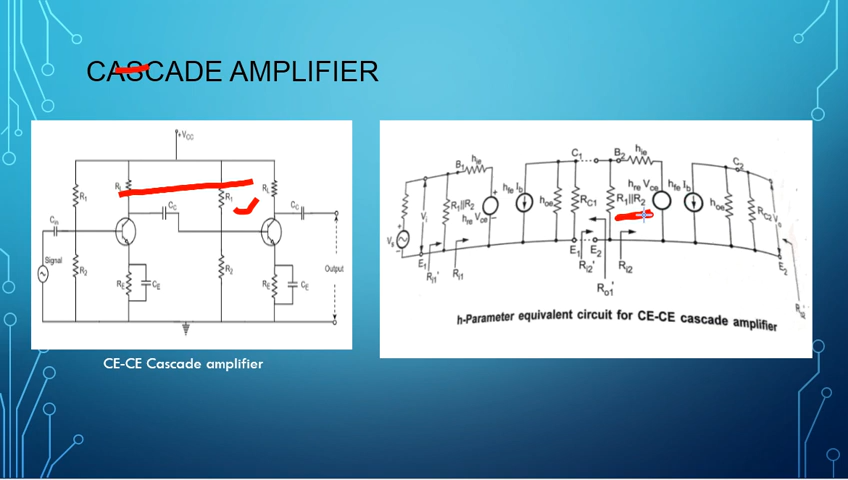 CASCADE AMPLIFIER
+Vcc
R₁
RL
R₁
RL
Cc
Cc
Cin
Signal
R₂
R₂
Output
RE
CE
RE
CE
CE-CE Cascade amplifier
C₁
B₂
hie
C₂
B₁
hie
hfe Ib
hre Vce
hfe Ib
R₁||R₂
hoe
RC1
R₁||R₂
hoe
RC2
Vo
Vi
hre Vce
Vs
E₁
E₁
E₂
E₂
Ri1'
Ri1
Ri2'
Ri2
Ro1'
h-Parameter equivalent circuit for CE-CE cascade amplifier